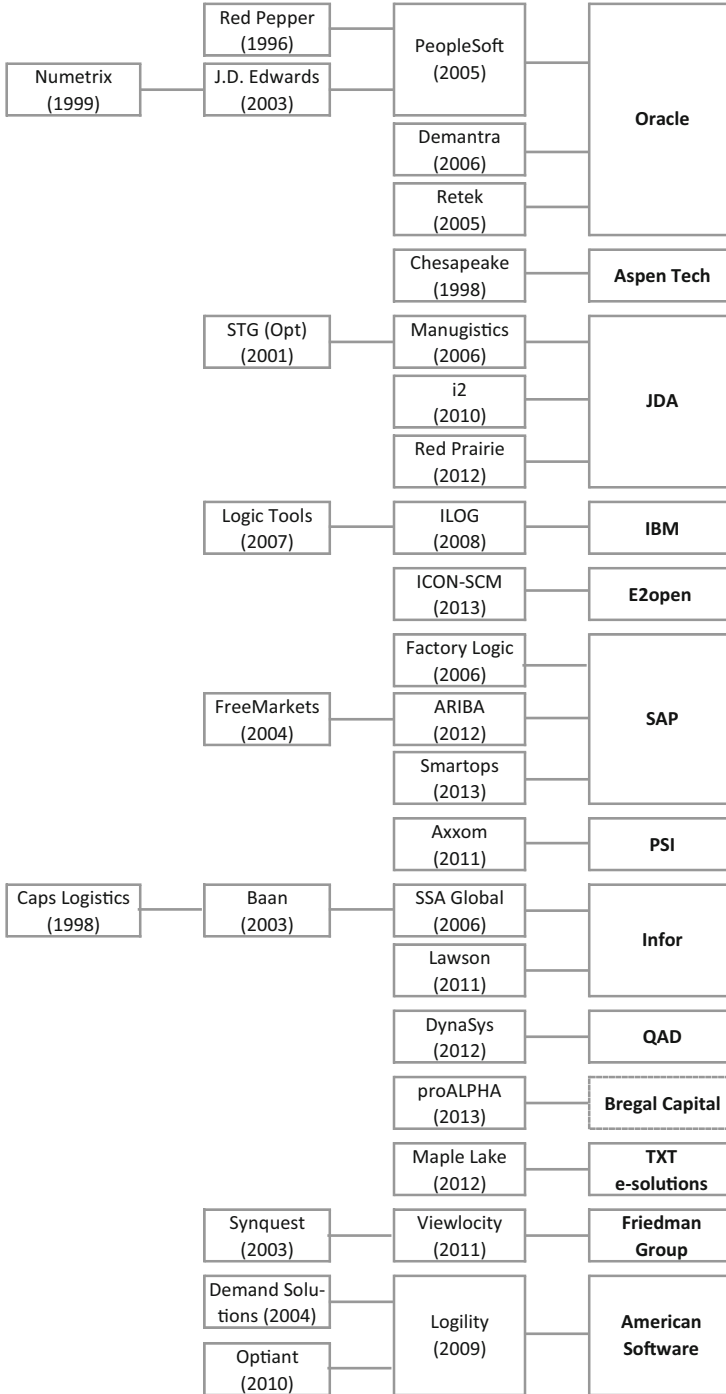 Red Pepper
(1996)
PeopleSoft
(2005)
Numetrix
(1999)
J.D. Edwards
(2003)
Oracle
Demantra
(2006)
Retek
(2005)
Chesapeake
(1998)
Aspen Tech
STG (Opt)
(2001)
Manugistics
(2006)
i2
(2010)
JDA
Red Prairie
(2012)
Logic Tools
(2007)
ILOG
(2008)
IBM
ICON-SCM
(2013)
E2open
Factory Logic
(2006)
FreeMarkets
(2004)
ARIBA
(2012)
SAP
Smartops
(2013)
Axxom
(2011)
PSI
Caps Logistics
(1998)
Baan
(2003)
SSA Global
(2006)
Infor
Lawson
(2011)
DynaSys
(2012)
QAD
proALPHA
(2013)
Bregal Capital
Maple Lake
(2012)
TXT
e-solutions
Synquest
(2003)
Viewlocity
(2011)
Friedman
Group
Demand Solu-
tions (2004)
Logility
(2009)
American
Software
Optiant
(2010)